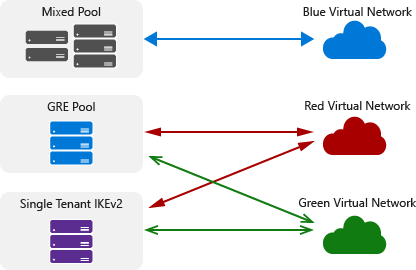 Mixed Pool
Blue Virtual Network
GRE Pool
Red Virtual Network
Single Tenant IKEv2
Green Virtual Network